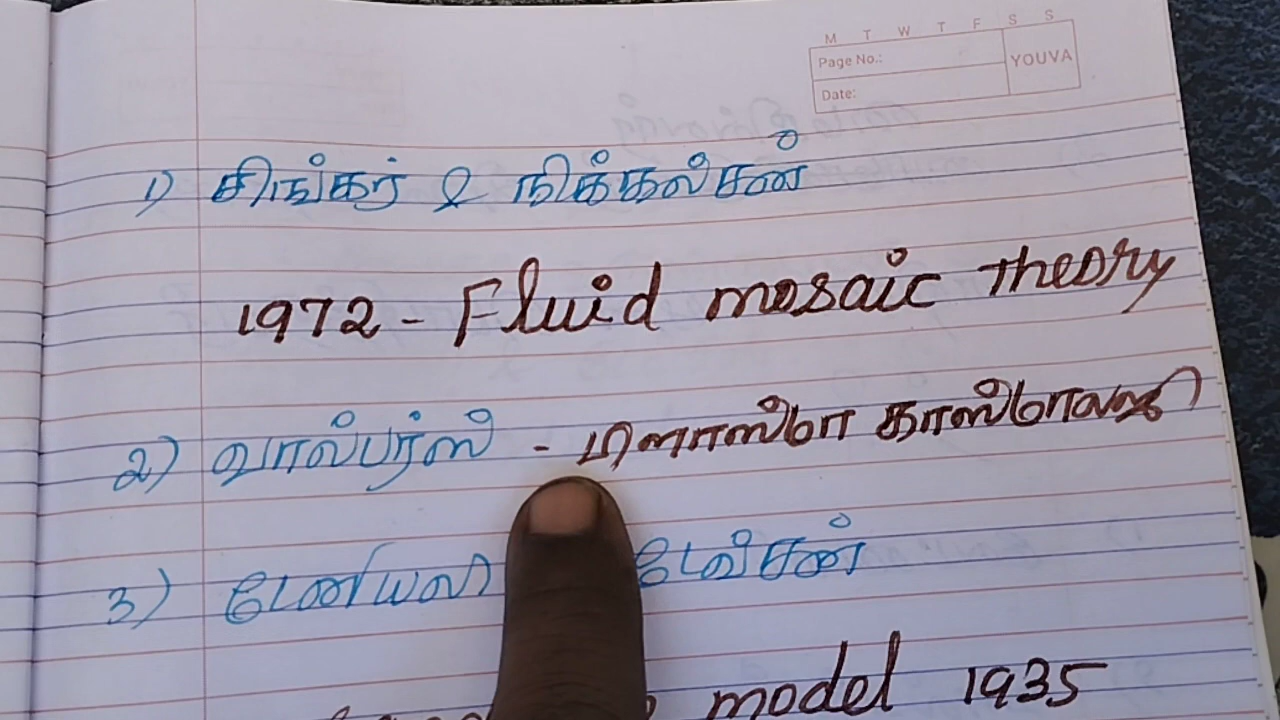 M T W T F S S
Page No.:
YOUVA
Date:
1) சிங்கர் & நிக்கல்சன்
1972 - Fluid mosaic Theory
2) வால்பர்ஸ் -
3) டேனியலி டேவ்சன்
model 1935